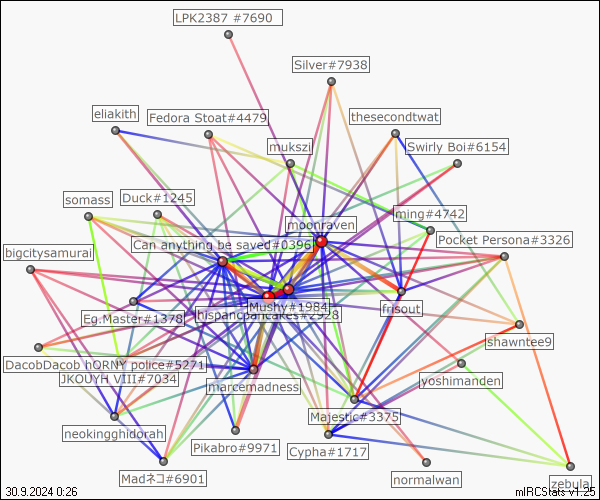 LPK2387 #7690
Silver#7938
eliakith
Fedora Stoat#4479
thesecondtwat
mukszi
Swirly Boi#6154
somass
Duck#1245
ming#4742
moonraven
Can anything be saved#0396
Pocket Persona#3326
bigcitysamurai
Mushy#1984
frisout
Eg.Master#1378
hispangpancakes#2928
shawntee9
DacobDacob hQRNY police#5271
JKOUYH VIII#7034
yoshimanden
marcemadness
Majestic#3375
neokingghidorah
Pikabro#9971
Cypha#1717
Madネコ#6901
normalwan
zebula
30.9.2024 0:26
mIRCStats v1.25